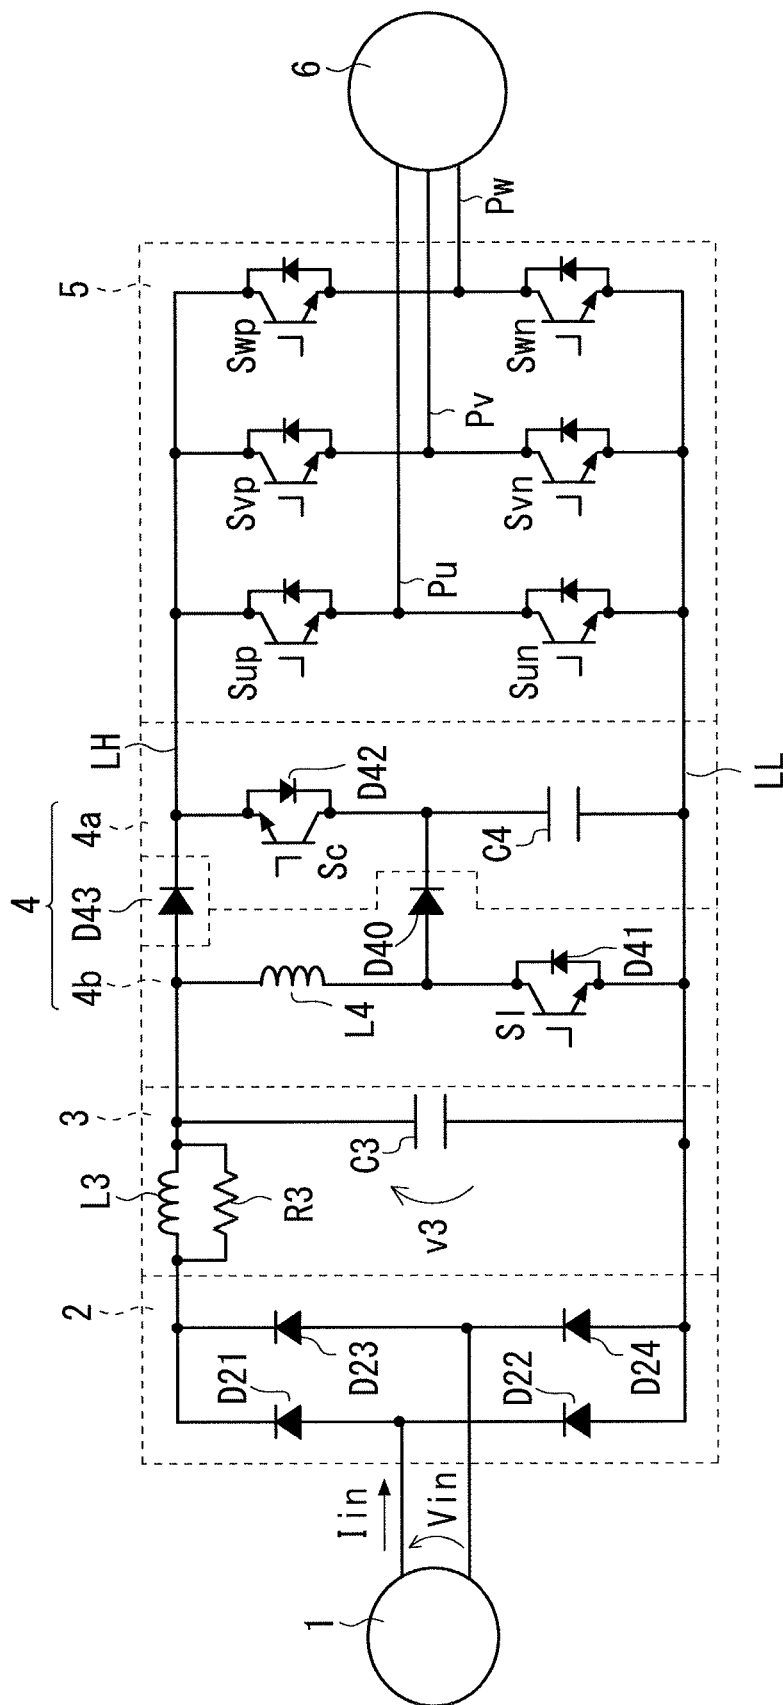 4
2
3
4b
D43
4a
LH
5
L3
D21
D23
R3
L4
D40
Sc
D42
Sup
Svp
Swp
6
1
Iin
Vin
v3
C3
Pu
Pv
Pw
D22
D24
Sl
D41
C4
Sun
Svn
Swn
LL